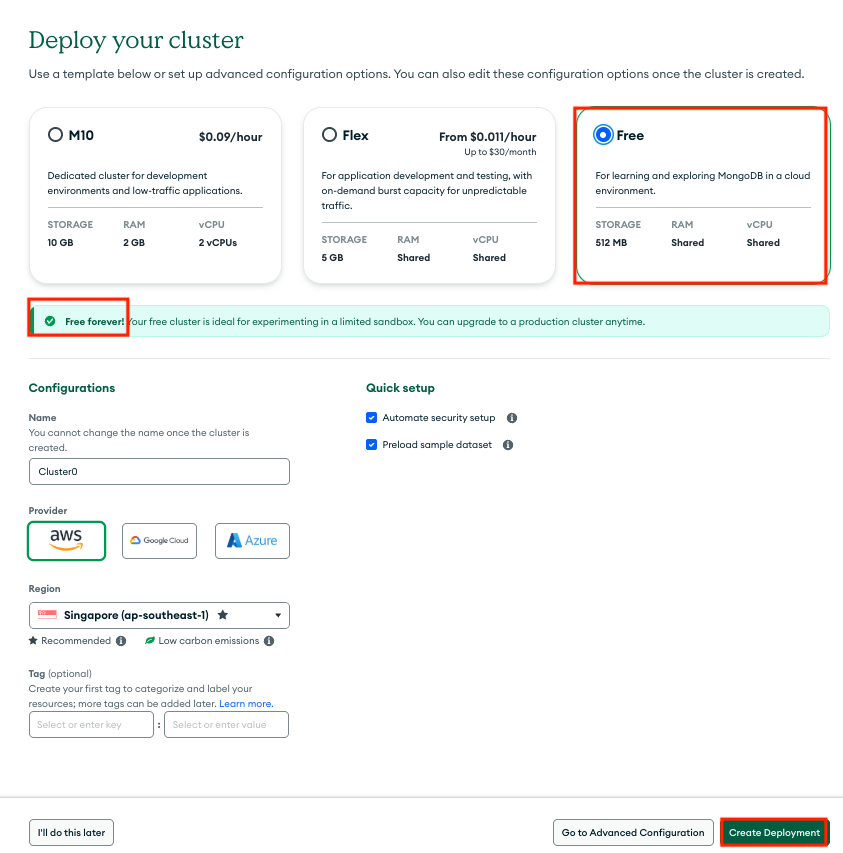 Deploy your cluster
Use a template below or set up advanced configuration options. You can also edit these configuration options once the cluster is created.
M10
$0.09/hour
Dedicated cluster for development
environments and low-traffic applications.
STORAGE RAM vCPU
10 GB 2 GB 2 vCPUs
Flex
From $0.011/hour
Up to $30/month
For application development and testing, with
on-demand burst capacity for unpredictable
traffic.
STORAGE RAM vCPU
5 GB Shared Shared
Free
For learning and exploring MongoDB in a cloud
environment.
STORAGE RAM vCPU
512 MB Shared Shared
Free forever! Your free cluster is ideal for experimenting in a limited sandbox. You can upgrade to a production cluster anytime.
Configurations
Name
You cannot change the name once the cluster is
created.
Cluster0
Provider
aws
Google Cloud
Azure
Region
Singapore (ap-southeast-1) ★
★ Recommended Low carbon emissions
Tag (optional)
Create your first tag to categorize and label your
resources; more tags can be added later. Learn more.
Select or enter key : Select or enter value
Quick setup
Automate security setup
Preload sample dataset
I'll do this later
Go to Advanced Configuration
Create Deployment